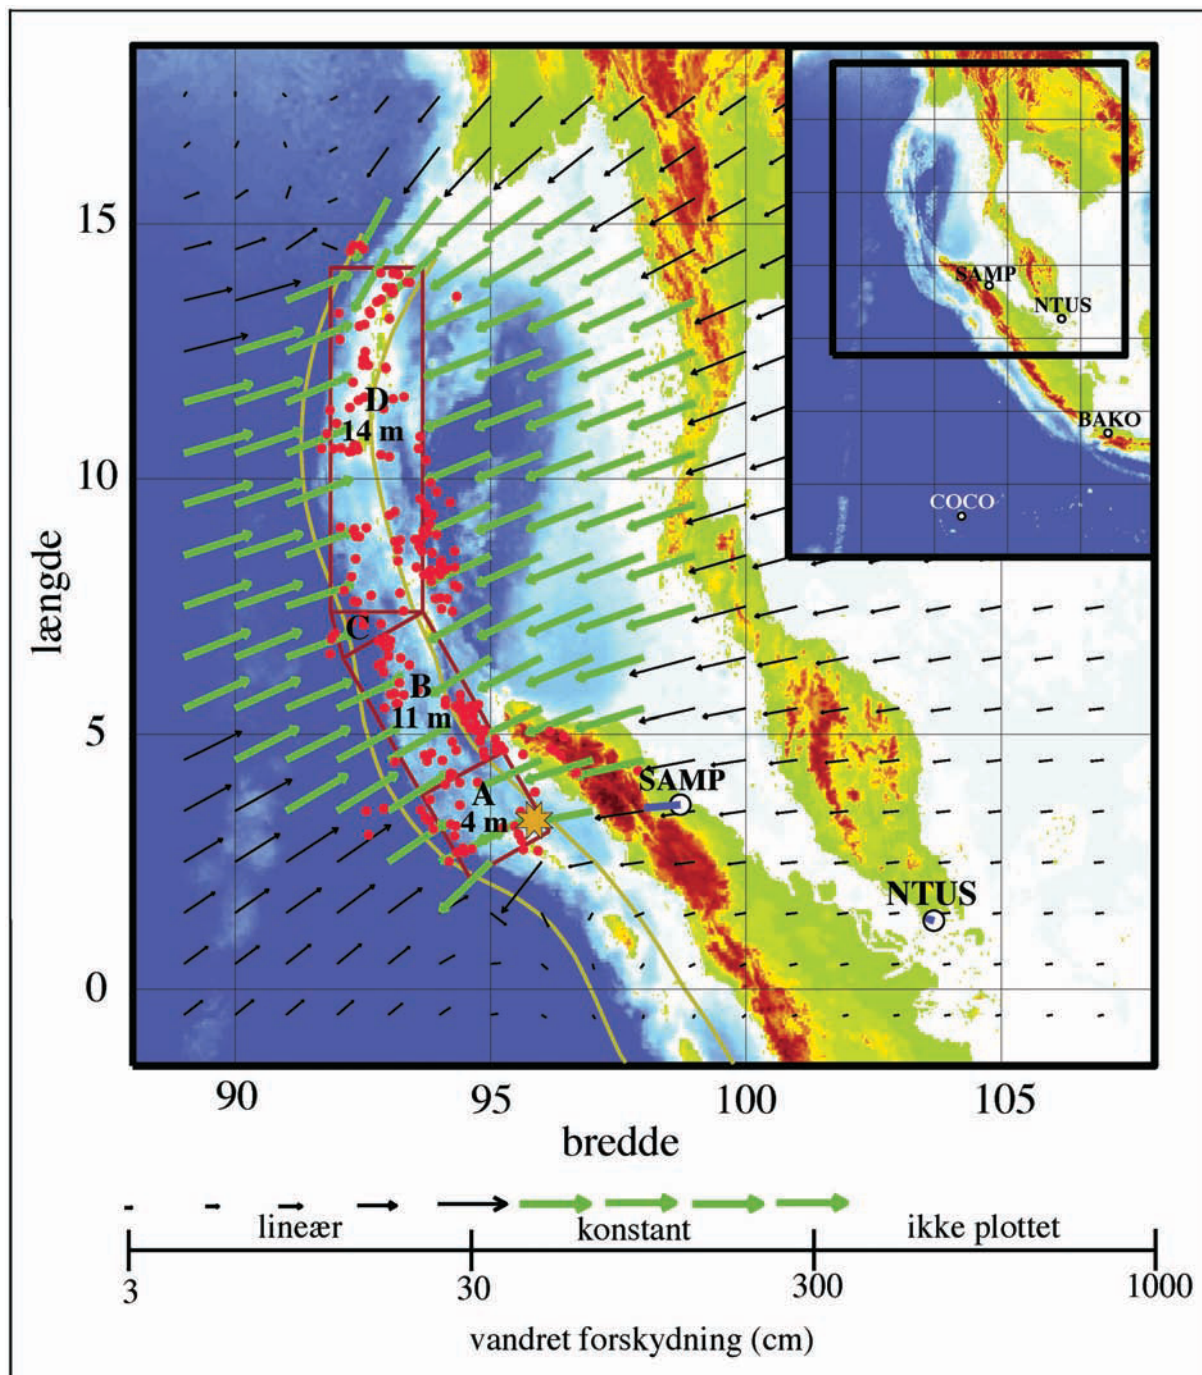 SAMP
NTUS
BAKO
COCO
15
D
14 m
10
længde
C
B
11 m
5
SAMP
A
4 m
NTUS
0
90 95 100 105
bredde
lineær konstant ikke plottet
3 30 300 1000
vandret forskydning (cm)